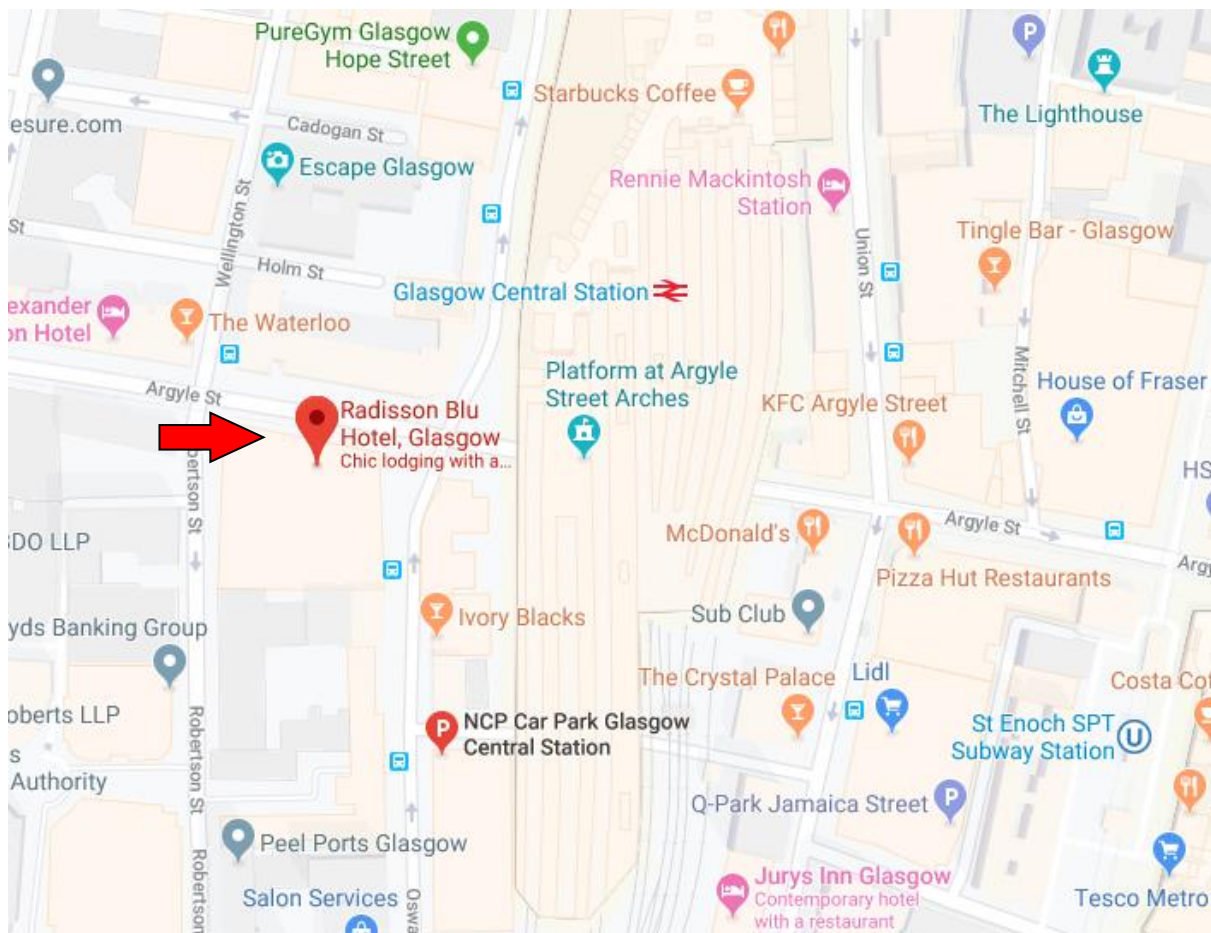 PureGym Glasgow
Hope Street
Starbucks Coffee
P
The Lighthouse
esure.com
Cadogan St
Escape Glasgow
Rennie Mackintosh
Station
Wellington St
St
Union St
Tingle Bar - Glasgow
Holm St
Glasgow Central Station
exander
on Hotel
The Waterloo
Mitchell St
Argyle St
Platform at Argyle
Street Arches
House of Fraser
KFC Argyle Street
Radisson Blu
Hotel, Glasgow
Chic lodging with a...
bertson St
HS
Argyle St
McDonald's
DO LLP
Pizza Hut Restaurants
Argy
Ivory Blacks
Sub Club
yds Banking Group
The Crystal Palace
Lidl
Costa Cof
oberts LLP
Robertson St
P
NCP Car Park Glasgow
Central Station
St Enoch SPT
Subway Station
U
s
Authority
Q-Park Jamaica Street
P
Peel Ports Glasgow
Robertson
Salon Services
Oswa
Jurys Inn Glasgow
Contemporary hotel
with a restaurant
Tesco Metro